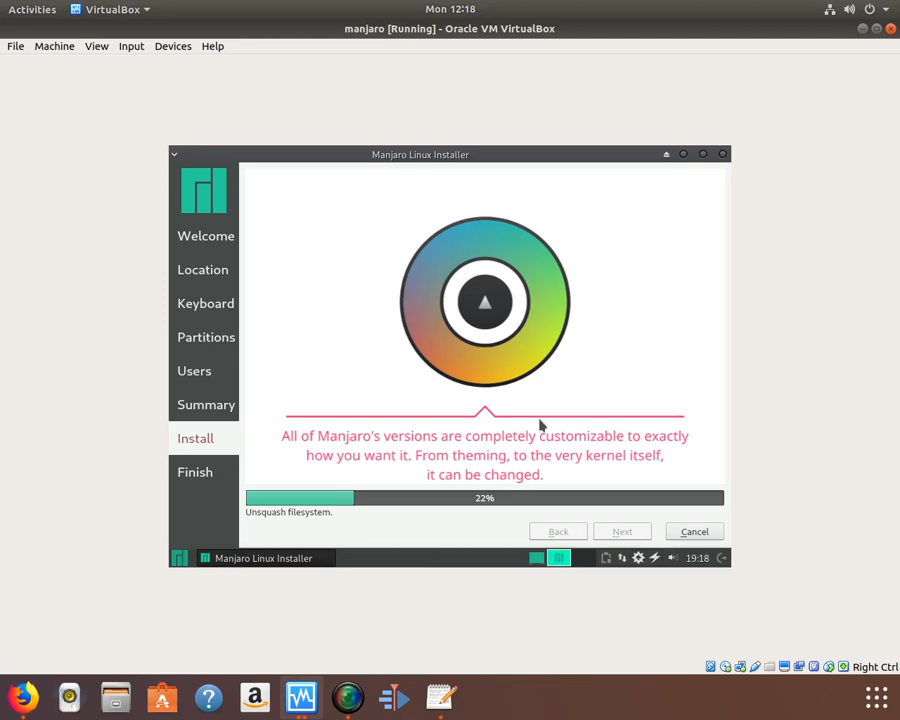 Activities VirtualBox Mon 12:18
manjaro [Running] - Oracle VM VirtualBox
File Machine View Input Devices Help
Manjaro Linux Installer
Welcome
Location
Keyboard
Partitions
Users
Summary
Install
Finish
All of Manjaro's versions are completely customizable to exactly
how you want it. From theming, to the very kernel itself,
it can be changed.
22%
Unsquash filesystem.
Back Next Cancel
Manjaro Linux Installer 19:18
Right Ctrl